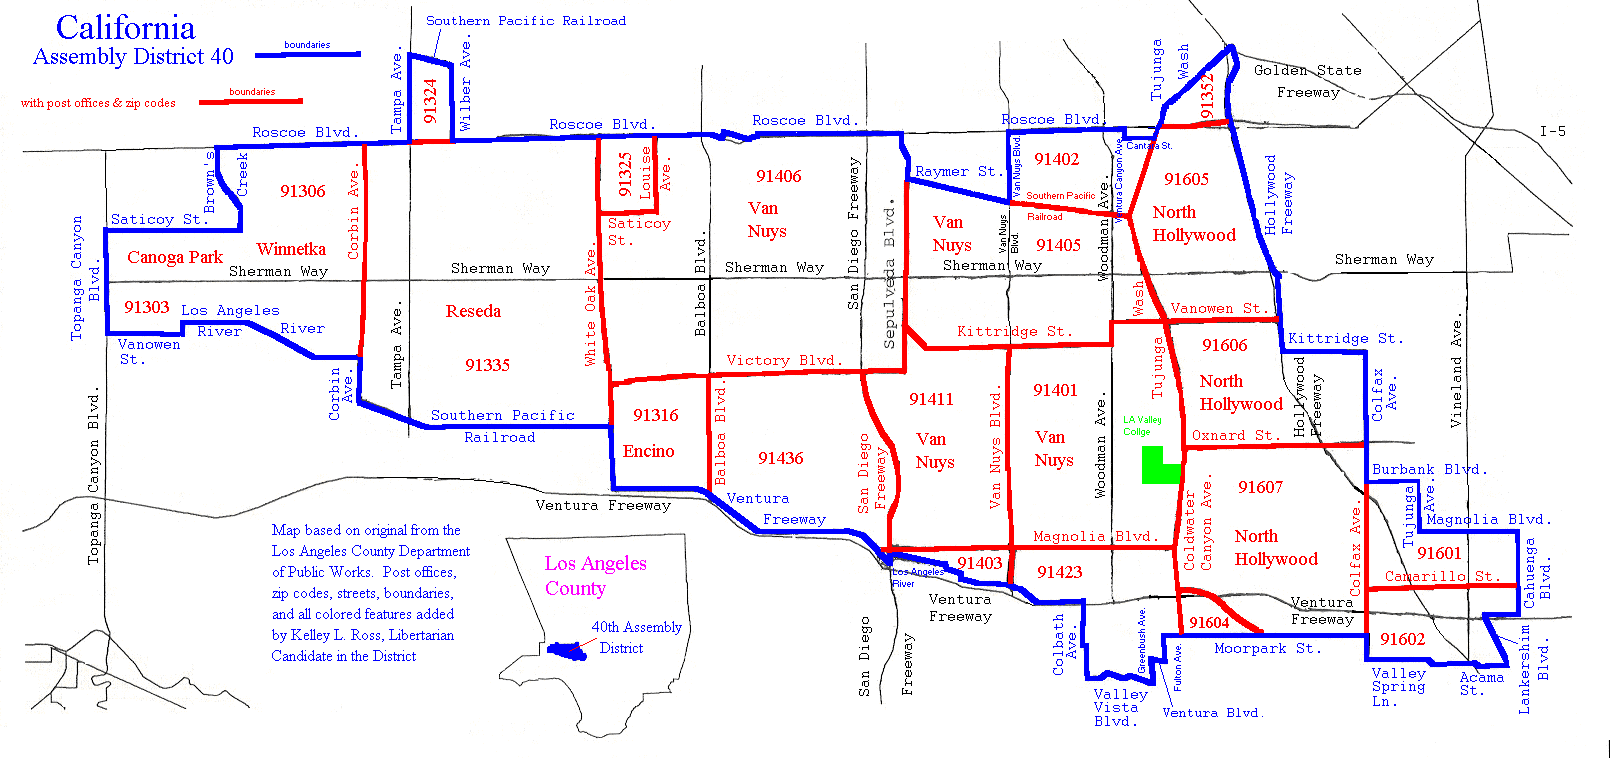 California
Assembly District 40
boundaries
with post offices & zip codes
boundaries
Southern Pacific Railroad
Tampa Ave.
91324
Wilber Ave.
Roscoe Blvd.
Roscoe Blvd.
Roscoe Blvd.
Roscoe Blvd.
Tujunga
Wash
91352
Golden State
Freeway
I-5
Brown's
Creek
91306
Corbin Ave.
91325
Louise
Ave.
Saticoy
St.
91406
Van
Nuys
San Diego Freeway
Sepulveda Blvd.
Raymer St.
Van Nuys Blvd.
91402
Southern Pacific
Railroad
Woodman Ave.
Ventura Canyon Ave.
Cantara St.
91605
North
Hollywood
Hollywood
Freeway
Saticoy St.
Topanga Canyon
Blvd.
Canoga Park
Winnetka
Sherman Way
Sherman Way
Sherman Way
Sherman Way
Sherman Way
Van
Nuys
Van Nuys
Blvd.
91405
91303
Los Angeles
River
River
Vanowen
St.
Corbin
Ave.
Tampa Ave.
Reseda
91335
White Oak Ave.
Balboa Blvd.
Victory Blvd.
Kittridge St.
Wash
Tujunga
Vanowen St.
Kittridge St.
91606
North
Hollywood
Hollywood
Freeway
Colfax
Ave.
Vineland Ave.
Southern Pacific
Railroad
91316
Encino
Balboa Blvd.
91436
San Diego
Freeway
91411
Van
Nuys
Van Nuys Blvd.
91401
Van
Nuys
Woodman Ave.
LA Valley
Collge
Oxnard St.
Burbank Blvd.
Topanga Canyon Blvd.
Ventura Freeway
Ventura
Freeway
Coldwater
Canyon Ave.
91607
North
Hollywood
Colfax Ave.
Tujunga
Ave.
Magnolia Blvd.
91601
Camarillo St.
Cahuenga
Blvd.
Magnolia Blvd.
Los Angeles
River
91403
91423
Ventura
Freeway
Ventura
Freeway
San Diego
Freeway
Colbath
Ave.
Greenbush Ave.
Fulton Ave.
91604
Moorpark St.
91602
Valley
Vista
Blvd.
Ventura Blvd.
Valley
Spring
Ln.
Acama
St.
Lankershim
Blvd.
Map based on original from the
Los Angeles County Department
of Public Works. Post offices,
zip codes, streets, boundaries,
and all colored features added
by Kelley L. Ross, Libertarian
Candidate in the District
Los Angeles
County
40th Assembly
District